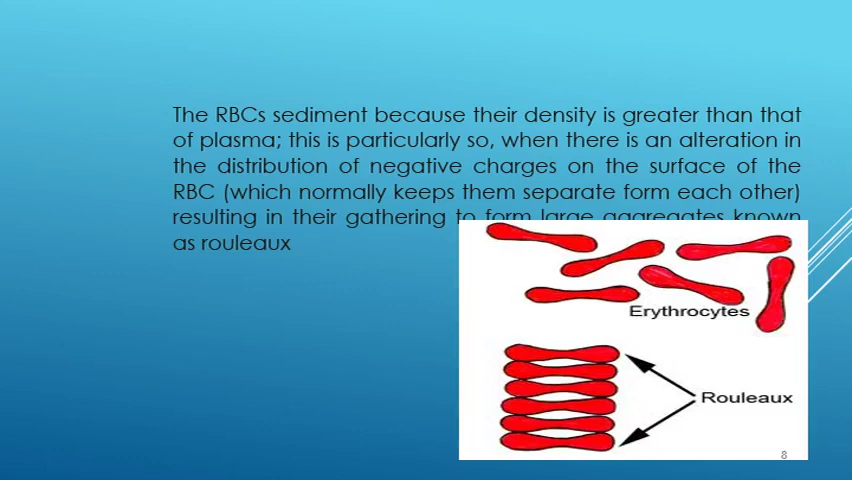 The RBCs sediment because their density is greater than that
of plasma; this is particularly so, when there is an alteration in
the distribution of negative charges on the surface of the
RBC (which normally keeps them separate form each other)
resulting in their gathering to form large aggregates known
as rouleaux
Erythrocytes
Rouleaux
8